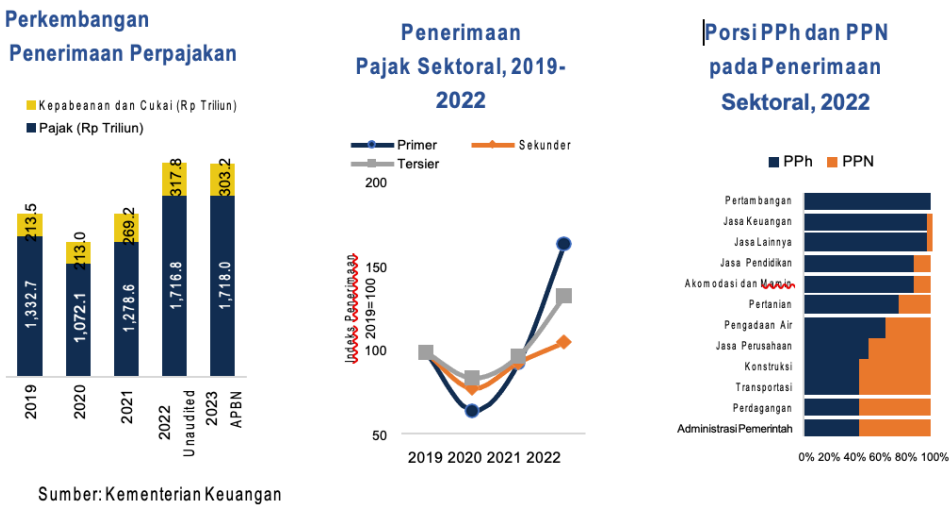 Perkembangan
Penerimaan Perpajakan
Kepabeanan dan Cukai (Rp Triliun)
Pajak (Rp Triliun)
213.5
213.0
269.2
317.8
303.2
1,332.7
1,072.1
1,278.6
1,716.8
1,718.0
2019
2020
2021
2022
Unaudited
2023
APBN
Sumber: Kementerian Keuangan
Penerimaan
Pajak Sektoral, 2019-
2022
Primer
Sekunder
Tersier
Indeks Penerimaan
2019=100
200
150
100
50
2019 2020 2021 2022
Porsi PPh dan PPN
pada Penerimaan
Sektoral, 2022
PPh PPN
Pertambangan
Jasa Keuangan
Jasa Lainnya
Jasa Pendidikan
Akomodasi dan Mamin
Pertanian
Pengadaan Air
Jasa Perusahaan
Konstruksi
Transportasi
Perdagangan
Administrasi Pemerintah
0% 20% 40% 60% 80% 100%